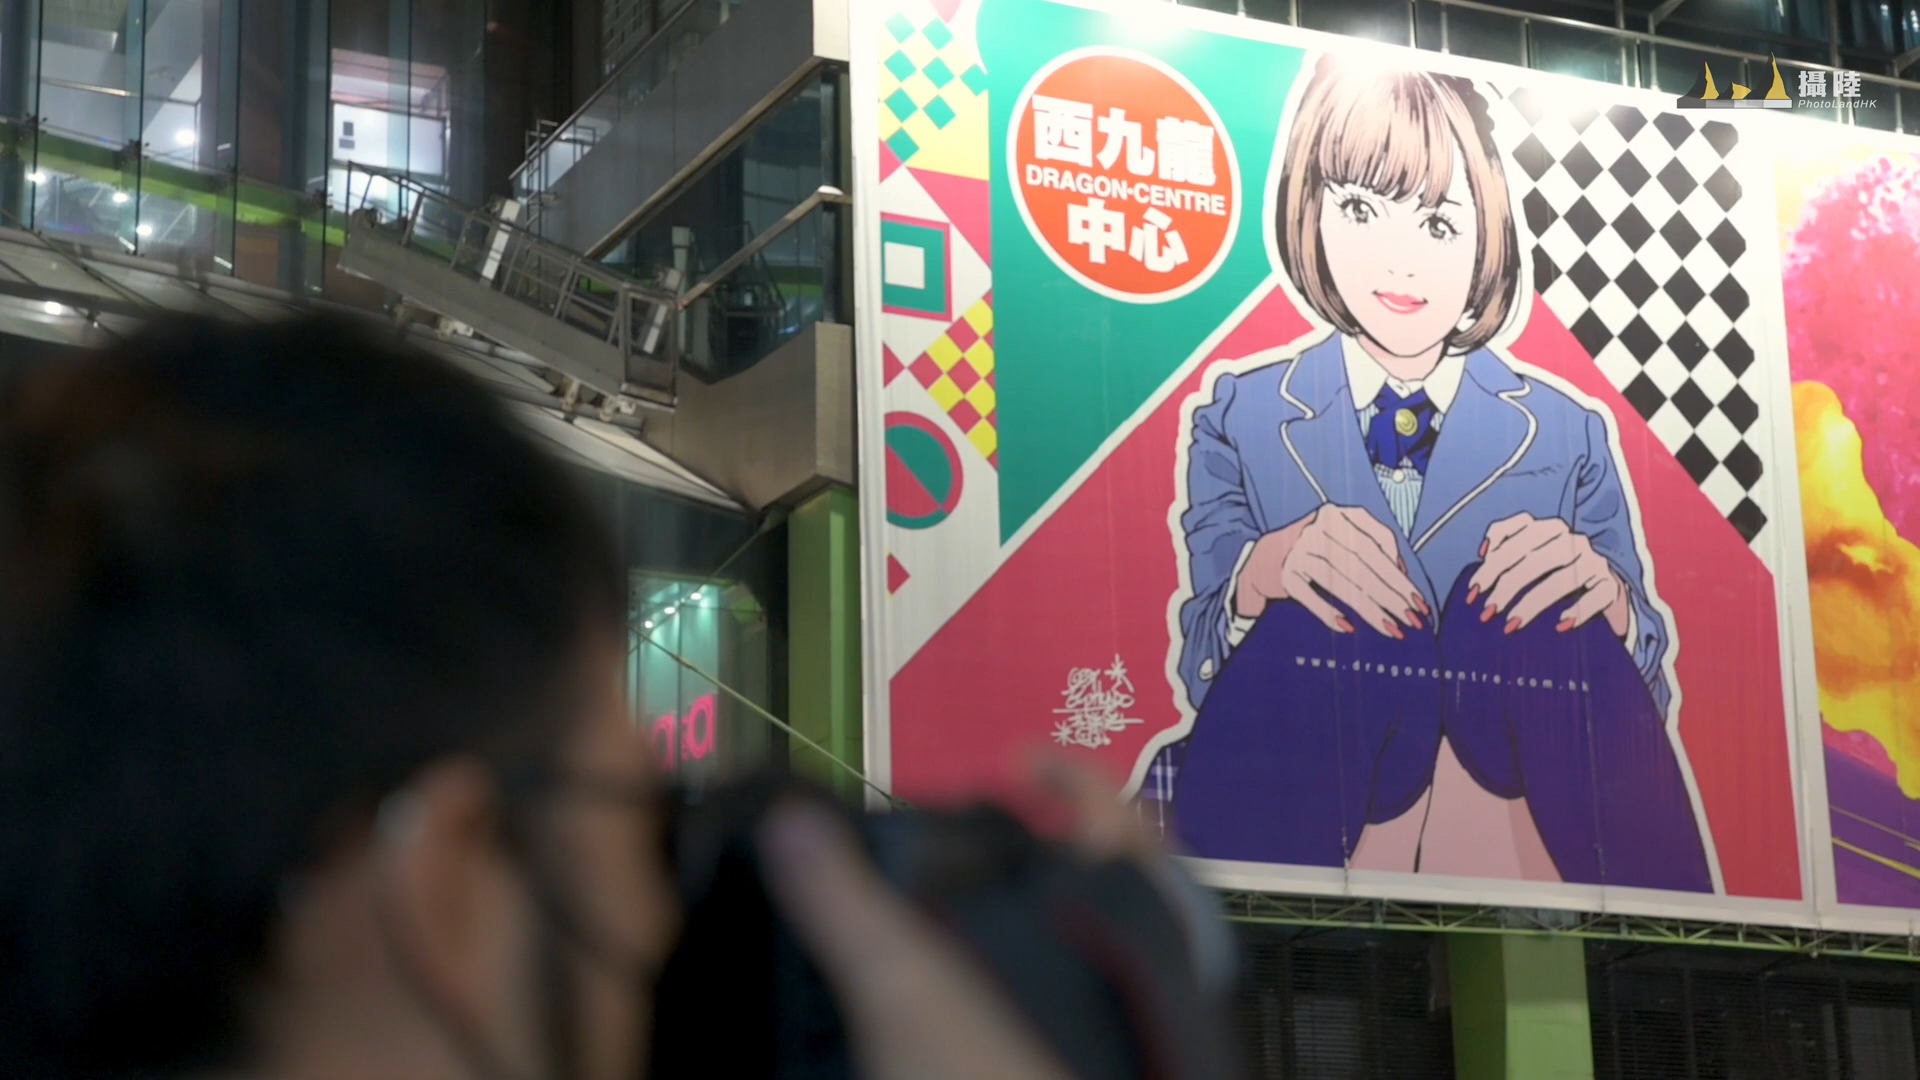 西九龍
DRAGON·CENTRE
中心
www.dragoncentre.com.hk
攝陸
PhotoLandHK